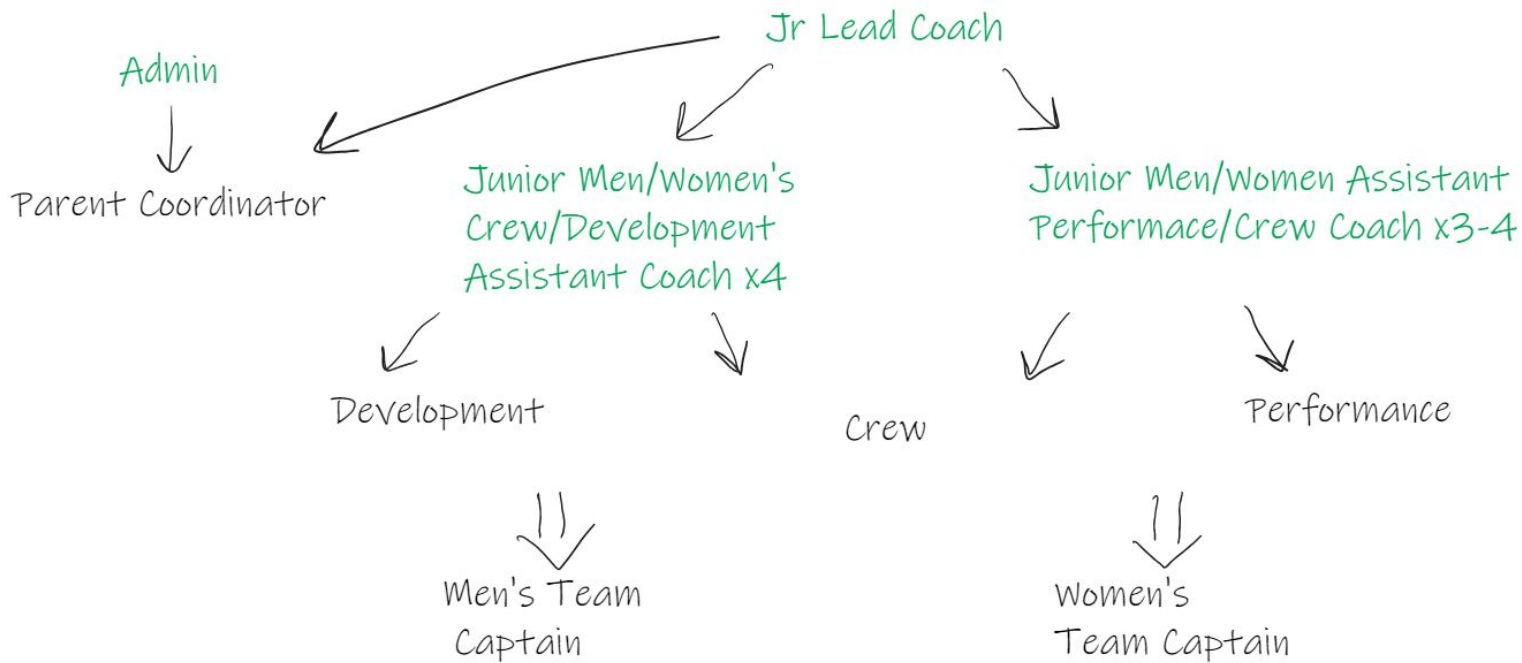 Jr Lead Coach
Admin
Parent Coordinator
Junior Men/Women's
Crew/Development
Assistant Coach x4
Junior Men/Women Assistant
Performace/Crew Coach x3-4
Development
Crew
Performance
Men's Team
Captain
Women's
Team Captain